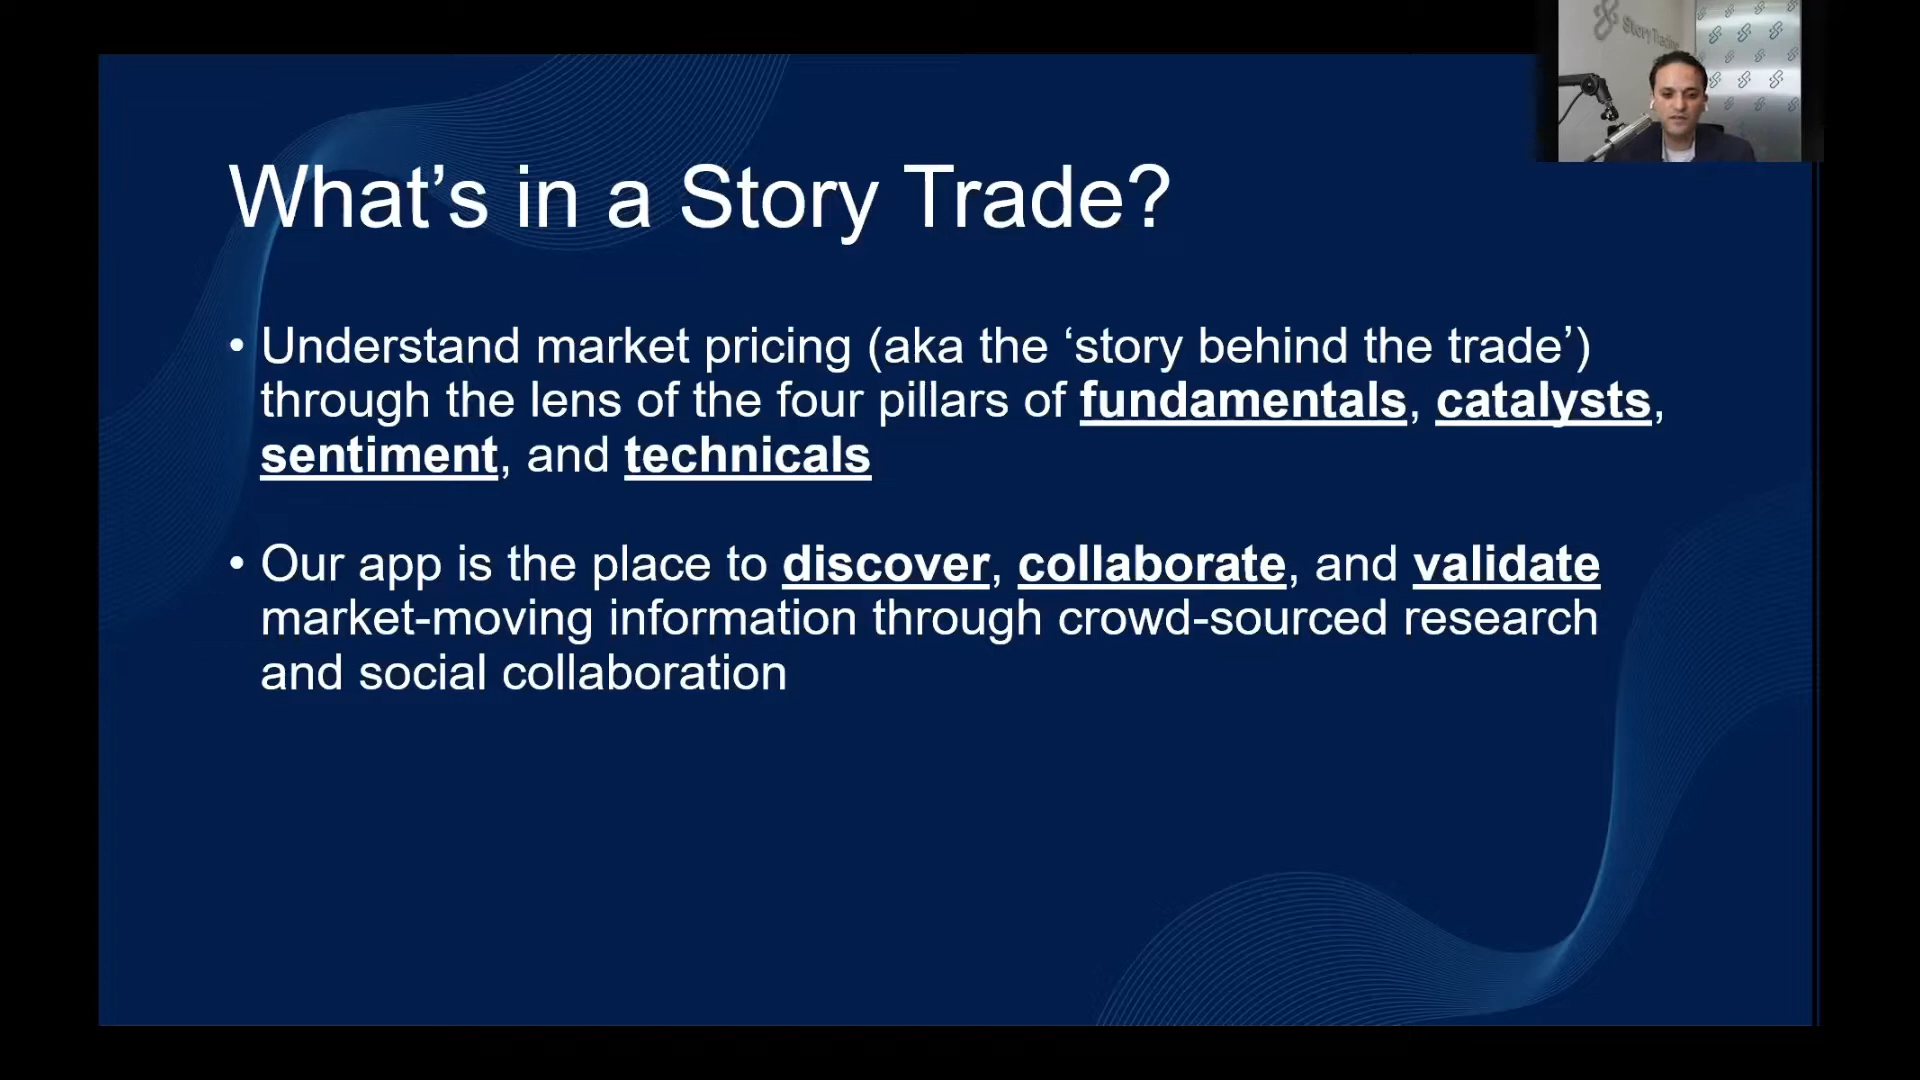 Story Trading
What’s in a Story Trade?
• Understand market pricing (aka the ‘story behind the trade’)
through the lens of the four pillars of fundamentals, catalysts,
sentiment, and technicals
• Our app is the place to discover, collaborate, and validate
market-moving information through crowd-sourced research
and social collaboration